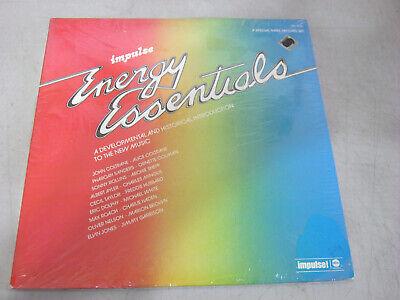 A SPECIAL THREE RECORD SET
impulse
Energy
Essentials
A DEVELOPMENTAL AND HISTORICAL INTRODUCTION
TO THE NEW MUSIC
JOHN COLTRANE • ALICE COLTRANE
PHAROAH SANDERS • ORNETTE COLEMAN
SONNY ROLLINS • ARCHIE SHEPP
ALBERT AYLER • CHARLES MINGUS
CECIL TAYLOR • FREDDIE HUBBARD
ERIC DOLPHY • MICHAEL WHITE
MAX ROACH • CHARLIE HADEN
OLIVER NELSON • MARION BROWN
ELVIN JONES • JIMMY GARRISON
impulse!